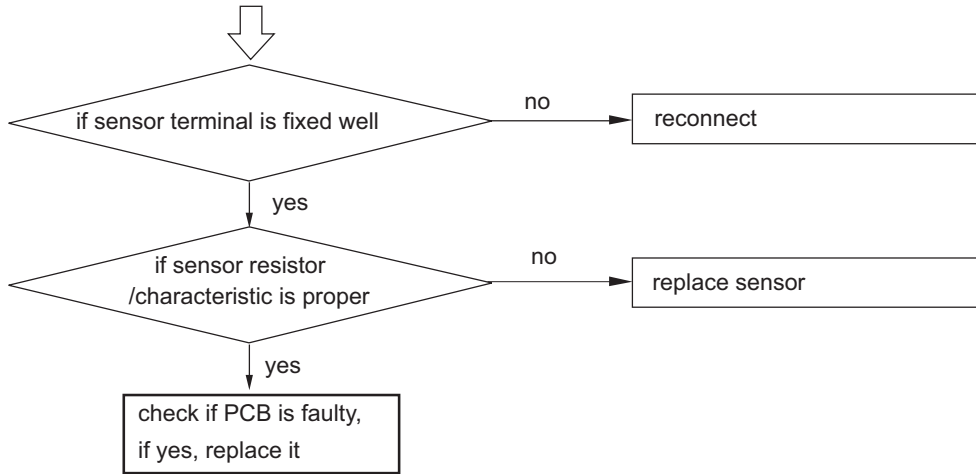 if sensor terminal is fixed well
no
reconnect
yes
if sensor resistor
/characteristic is proper
no
replace sensor
yes
check if PCB is faulty,
if yes, replace it